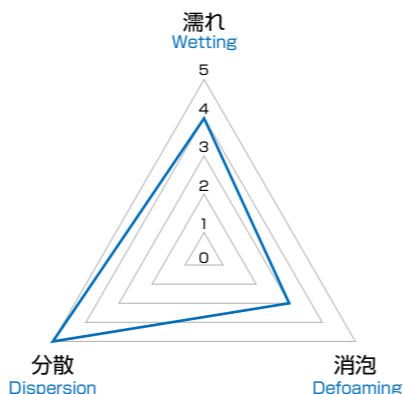 濡れ
Wetting
5
4
3
2
1
0
分散
Dispersion
消泡
Defoaming